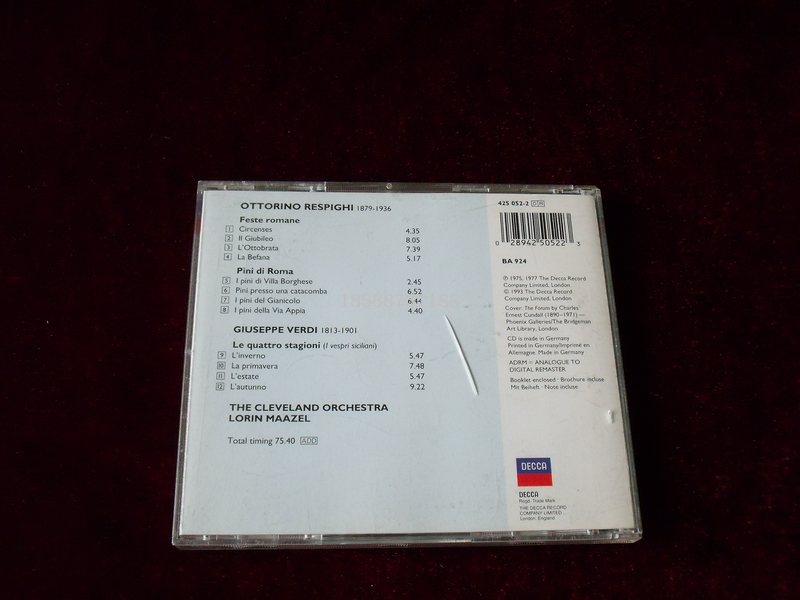 OTTORINO RESPIGHI 1879-1936
Feste romane
1 Circenses 4.35
2 Il Giubileo 8.05
3 L'Ottobrata 7.39
4 La Befana 5.17
Pini di Roma
5 I pini di Villa Borghese 2.45
6 Pini presso una catacomba 6.52
7 I pini del Gianicolo 6.44
8 I pini della Via Appia 4.40
GIUSEPPE VERDI 1813-1901
Le quattro stagioni (I vespri siciliani)
9 L'inverno 5.47
10 La primavera 7.48
11 L'estate 5.47
12 L'autunno 9.22
THE CLEVELAND ORCHESTRA
LORIN MAAZEL
Total timing 75.40 ADD
425 052-2
0 28942 50522 3
BA 924
℗ 1975, 1977 The Decca Record
Company Limited, London
© 1993 The Decca Record
Company Limited, London
Cover: The Forum by Charles
Ernest Cundall (1890–1971) —
Phoenix Galleries/The Bridgeman
Art Library, London
CD is made in Germany
Printed in Germany/Imprimé en
Allemagne. Made in Germany
ADRM = ANALOGUE TO
DIGITAL REMASTER
Booklet enclosed · Brochure incluse
Mit Beiheft · Note incluse
DECCA
DECCA
Regd. Trade Mark
THE DECCA RECORD
COMPANY LIMITED
London England